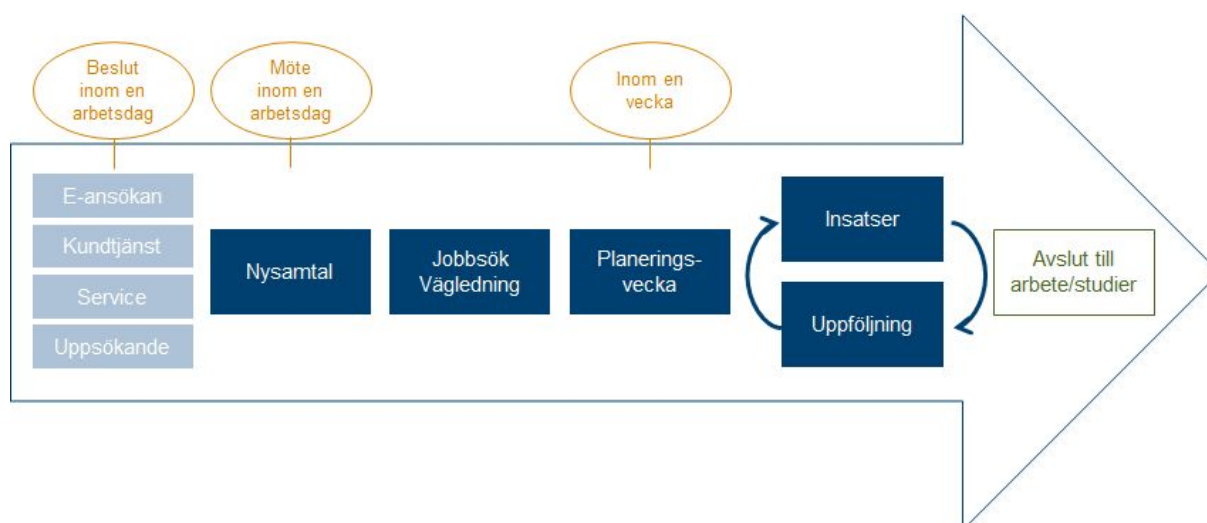 Beslut
inom en
arbetsdag
Möte
inom en
arbetsdag
Inom en
vecka
E-ansökan
Kundtjänst
Service
Uppsökande
Nysamtal
Jobbsök
Vägledning
Planerings-
vecka
Insatser
Uppföljning
Avslut till
arbete/studier